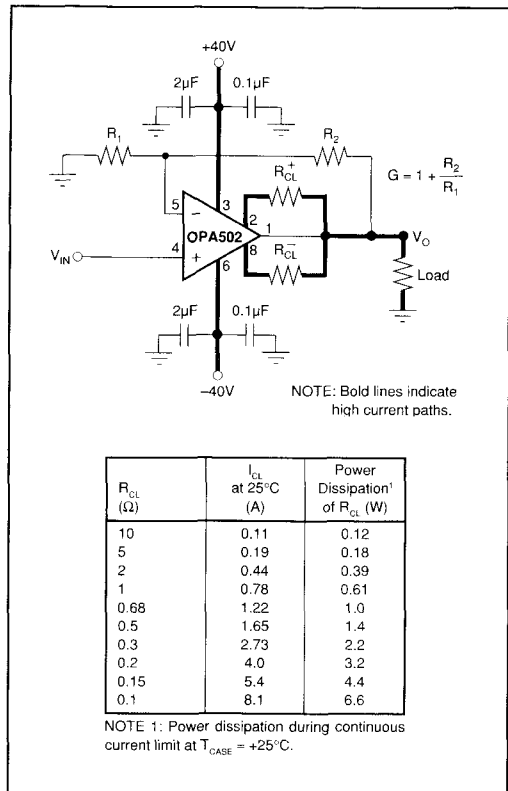 +40V
2µF 0.1µF
R1 R2
R+CL
G = 1 + R2/R1
5 − 3 2 1
OPA502
VIN 4 + 6 8
R−CL
VO
Load
2µF 0.1µF
−40V
NOTE: Bold lines indicate
high current paths.
RCL (Ω) | ICL at 25°C (A) | Power Dissipation¹ of RCL (W)
10 0.11 0.12
5 0.19 0.18
2 0.44 0.39
1 0.78 0.61
0.68 1.22 1.0
0.5 1.65 1.4
0.3 2.73 2.2
0.2 4.0 3.2
0.15 5.4 4.4
0.1 8.1 6.6
NOTE 1: Power dissipation during continuous
current limit at TCASE = +25°C.